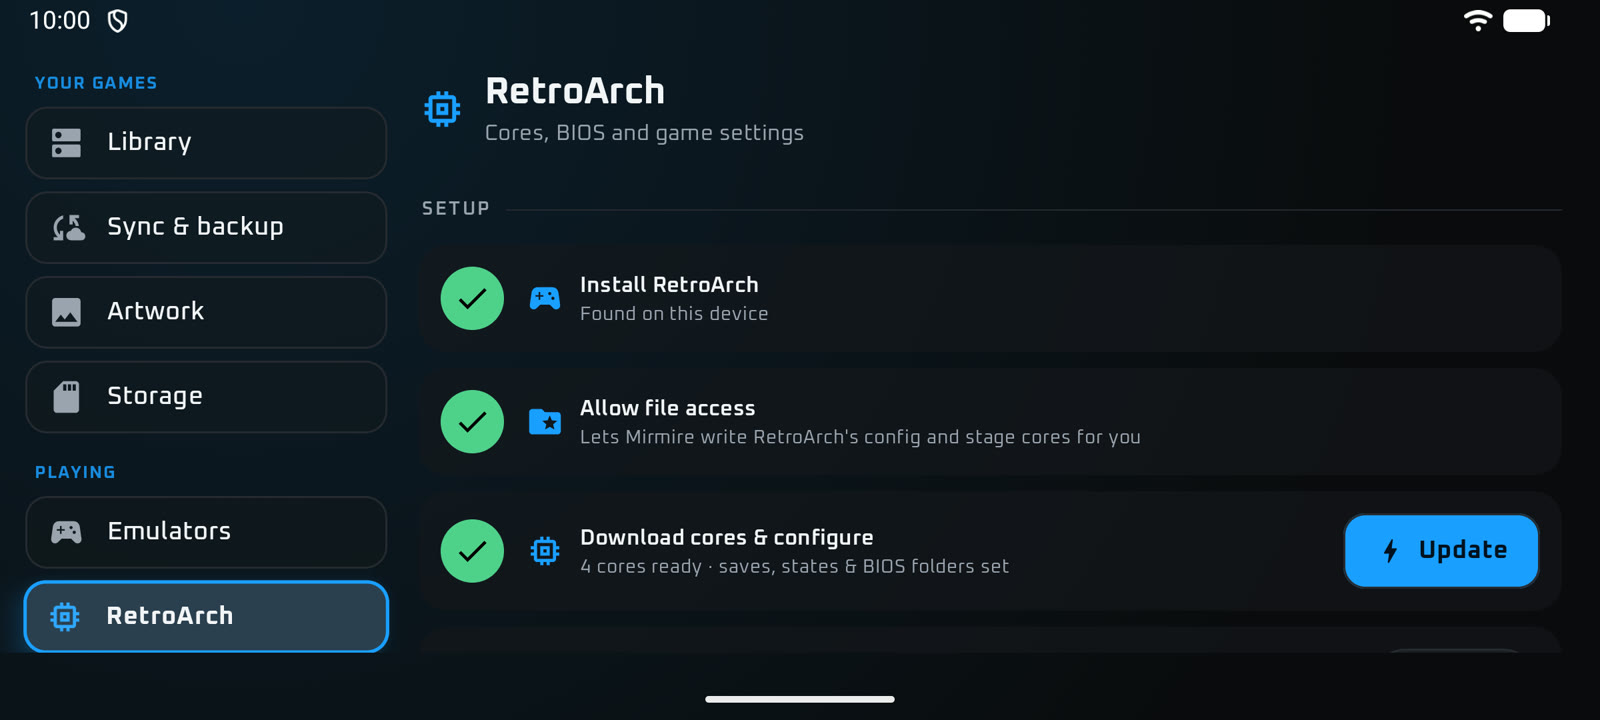 10:00
YOUR GAMES
Library
Sync & backup
Artwork
Storage
PLAYING
Emulators
RetroArch
RetroArch
Cores, BIOS and game settings
SETUP
Install RetroArch
Found on this device
Allow file access
Lets Mirmire write RetroArch's config and stage cores for you
Download cores & configure
4 cores ready · saves, states & BIOS folders set
Update